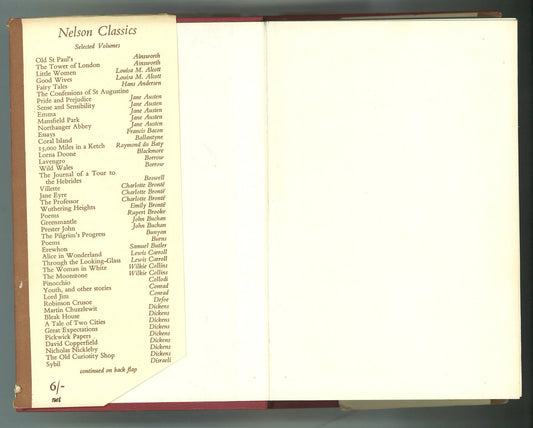 Nelson Classics
Selected Volumes
Old St Paul's Ainsworth
The Tower of London Ainsworth
Little Women Louisa M. Alcott
Good Wives Louisa M. Alcott
Fairy Tales Hans Andersen
The Confessions of St Augustine
Pride and Prejudice Jane Austen
Sense and Sensibility Jane Austen
Emma Jane Austen
Mansfield Park Jane Austen
Northanger Abbey Jane Austen
Essays Francis Bacon
Coral Island Ballantyne
15,000 Miles in a Ketch Raymond du Baty
Lorna Doone Blackmore
Lavengro Borrow
Wild Wales Borrow
The Journal of a Tour to
the Hebrides Boswell
Villette Charlotte Brontë
Jane Eyre Charlotte Brontë
The Professor Charlotte Brontë
Wuthering Heights Emily Brontë
Poems Rupert Brooke
Greenmantle John Buchan
Prester John John Buchan
The Pilgrim's Progress Bunyan
Poems Burns
Erewhon Samuel Butler
Alice in Wonderland Lewis Carroll
Through the Looking-Glass Lewis Carroll
The Woman in White Wilkie Collins
The Moonstone Wilkie Collins
Pinocchio Collodi
Youth, and other stories Conrad
Lord Jim Conrad
Robinson Crusoe Defoe
Martin Chuzzlewit Dickens
Bleak House Dickens
A Tale of Two Cities Dickens
Great Expectations Dickens
Pickwick Papers Dickens
David Copperfield Dickens
Nicholas Nickleby Dickens
The Old Curiosity Shop Dickens
Sybil Disraeli
continued on back flap
6/-
net